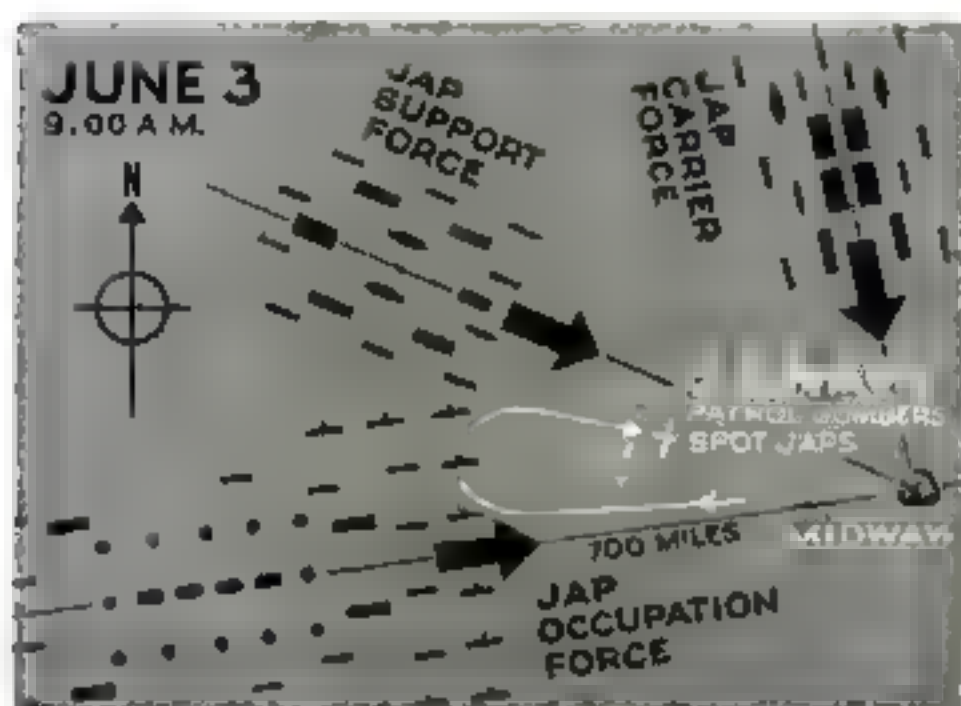 JUNE 3
9.00 A M.
N
JAP
SUPPORT
FORCE
JAP
CARRIER
FORCE
PATROL BOMBERS
SPOT JAPS
MIDWAY
700 MILES
JAP
OCCUPATION
FORCE